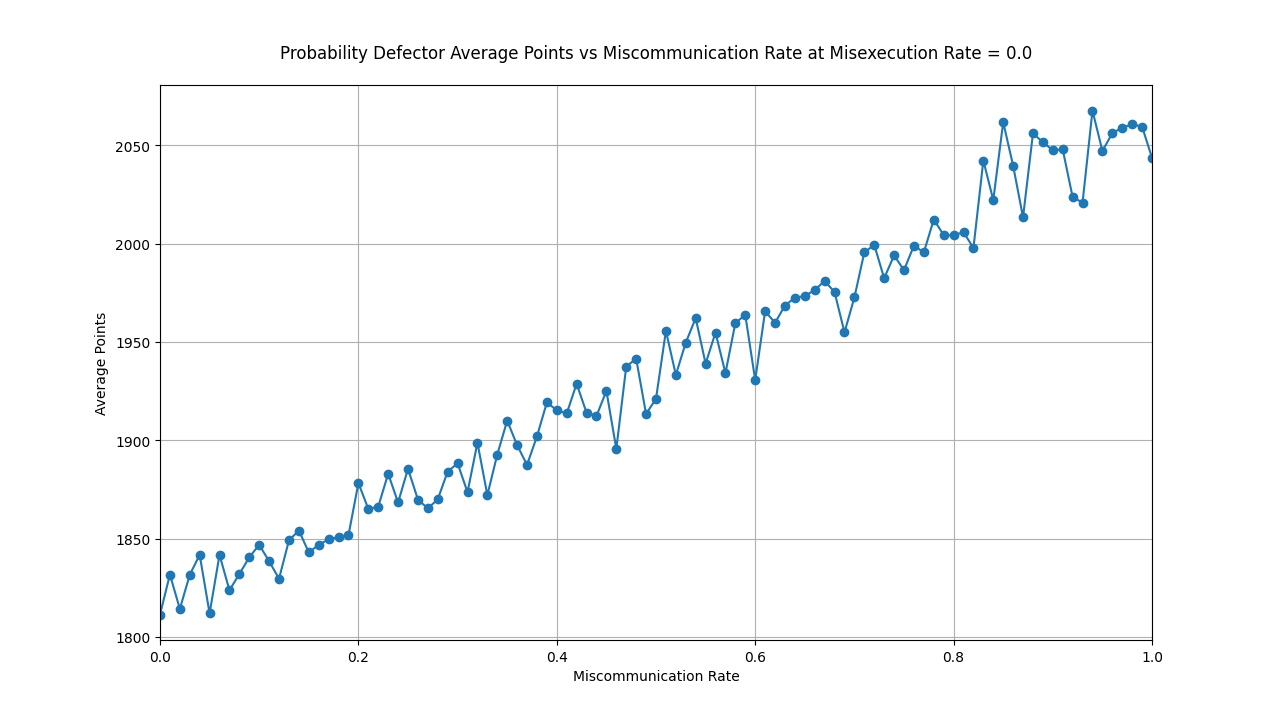 Probability Defector Average Points vs Miscommunication Rate at Misexecution Rate = 0.0
Average Points
2050
2000
1950
1900
1850
1800
0.0 0.2 0.4 0.6 0.8 1.0
Miscommunication Rate